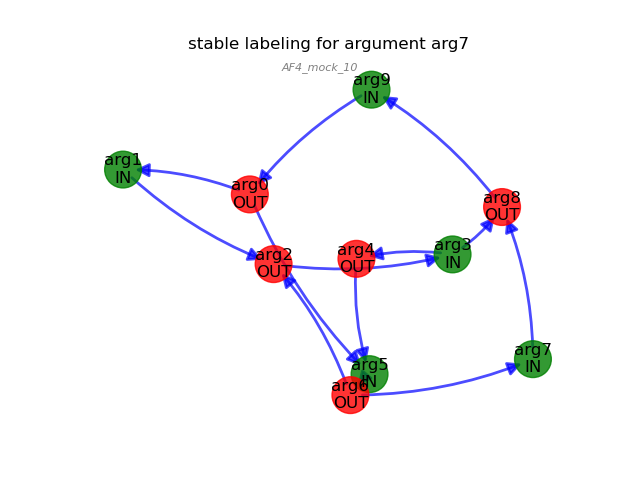 stable labeling for argument arg7
AF4_mock_10
arg9
IN
arg1
IN
arg0
OUT
arg8
OUT
arg2
OUT
arg4
OUT
arg3
IN
arg5
IN
arg6
OUT
arg7
IN